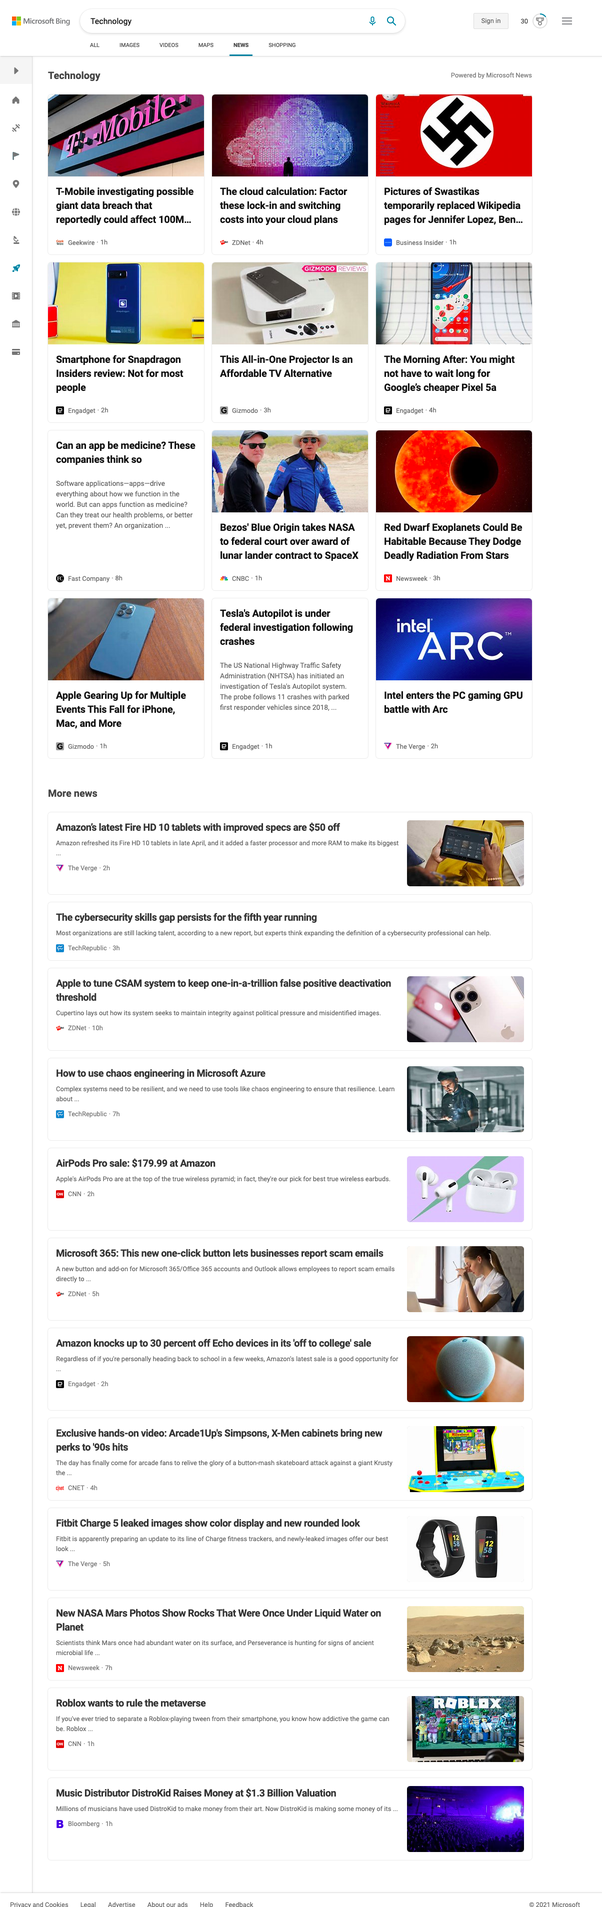 Microsoft Bing
Technology
Sign in
30
ALL
IMAGES
VIDEOS
MAPS
NEWS
SHOPPING
Technology
Powered by Microsoft News
T-Mobile
T-Mobile investigating possible
giant data breach that
reportedly could affect 100M...
Geekwire · 1h
The cloud calculation: Factor
these lock-in and switching
costs into your cloud plans
ZDNet · 4h
Pictures of Swastikas
temporarily replaced Wikipedia
pages for Jennifer Lopez, Ben...
Business Insider · 1h
Smartphone for Snapdragon
Insiders review: Not for most
people
Engadget · 2h
GIZMODO REVIEWS
This All-in-One Projector Is an
Affordable TV Alternative
Gizmodo · 3h
The Morning After: You might
not have to wait long for
Google's cheaper Pixel 5a
Engadget · 4h
Can an app be medicine? These
companies think so
Software applications—apps—drive
everything about how we function in the
world. But can apps function as medicine?
Can they treat our health problems, or better
yet, prevent them? An organization ...
Fast Company · 8h
Bezos' Blue Origin takes NASA
to federal court over award of
lunar lander contract to SpaceX
CNBC · 1h
Red Dwarf Exoplanets Could Be
Habitable Because They Dodge
Deadly Radiation From Stars
Newsweek · 3h
Apple Gearing Up for Multiple
Events This Fall for iPhone,
Mac, and More
Gizmodo · 1h
Tesla's Autopilot is under
federal investigation following
crashes
The US National Highway Traffic Safety
Administration (NHTSA) has initiated an
investigation of Tesla's Autopilot system.
The probe follows 11 crashes with parked
first responder vehicles since 2018, ...
Engadget · 1h
intel
ARC™
Intel enters the PC gaming GPU
battle with Arc
The Verge · 2h
More news
Amazon's latest Fire HD 10 tablets with improved specs are $50 off
Amazon refreshed its Fire HD 10 tablets in late April, and it added a faster processor and more RAM to make its biggest
...
The Verge · 2h
The cybersecurity skills gap persists for the fifth year running
Most organizations are still lacking talent, according to a new report, but experts think expanding the definition of a cybersecurity professional can help.
TechRepublic · 3h
Apple to tune CSAM system to keep one-in-a-trillion false positive deactivation
threshold
Cupertino lays out how its system seeks to maintain integrity against political pressure and misidentified images.
ZDNet · 10h
How to use chaos engineering in Microsoft Azure
Complex systems need to be resilient, and we need to use tools like chaos engineering to ensure that resilience. Learn
about ...
TechRepublic · 7h
AirPods Pro sale: $179.99 at Amazon
Apple's AirPods Pro are at the top of the true wireless pyramid; in fact, they're our pick for best true wireless earbuds.
CNN · 2h
Microsoft 365: This new one-click button lets businesses report scam emails
A new button and add-on for Microsoft 365/Office 365 accounts and Outlook allows employees to report scam emails
directly to ...
ZDNet · 5h
Amazon knocks up to 30 percent off Echo devices in its 'off to college' sale
Regardless of if you're personally heading back to school in a few weeks, Amazon's latest sale is a good opportunity for
...
Engadget · 2h
Exclusive hands-on video: Arcade1Up's Simpsons, X-Men cabinets bring new
perks to '90s hits
The day has finally come for arcade fans to relive the glory of a button-mash skateboard attack against a giant Krusty
the ...
CNET · 4h
Fitbit Charge 5 leaked images show color display and new rounded look
Fitbit is apparently preparing an update to its line of Charge fitness trackers, and newly-leaked images offer our best
look ...
The Verge · 5h
New NASA Mars Photos Show Rocks That Were Once Under Liquid Water on
Planet
Scientists think Mars once had abundant water on its surface, and Perseverance is hunting for signs of ancient
microbial life ...
Newsweek · 7h
Roblox wants to rule the metaverse
If you've ever tried to separate a Roblox-playing tween from their smartphone, you know how addictive the game can
be. Roblox ...
CNN · 1h
ROBLOX
Music Distributor DistroKid Raises Money at $1.3 Billion Valuation
Millions of musicians have used DistroKid to make money from their art. Now DistroKid is making some money of its ...
Bloomberg · 1h
Privacy and Cookies
Legal
Advertise
About our ads
Help
Feedback
© 2021 Microsoft